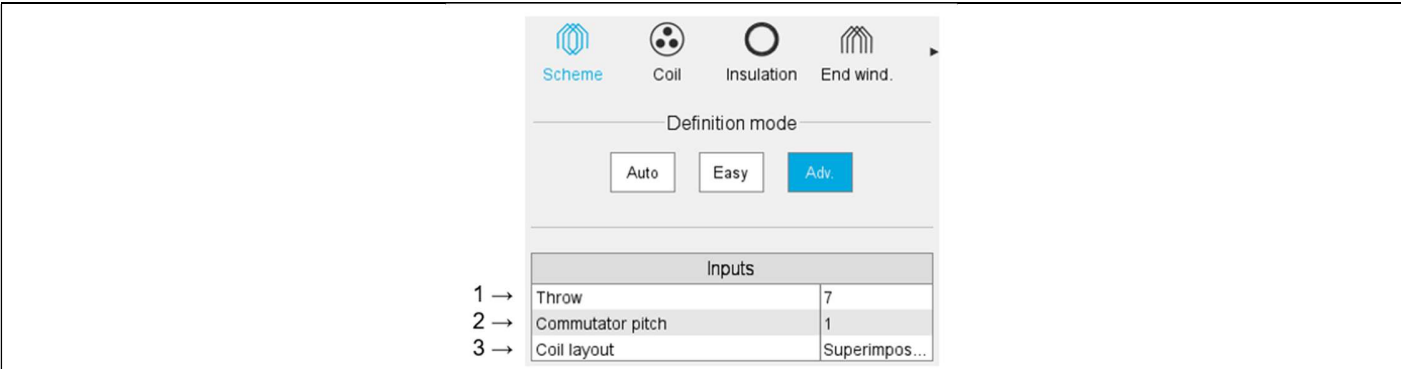 Scheme Coil Insulation End wind.
Definition mode
Auto Easy Adv.
Inputs
1 → Throw 7
2 → Commutator pitch 1
3 → Coil layout Superimpos...